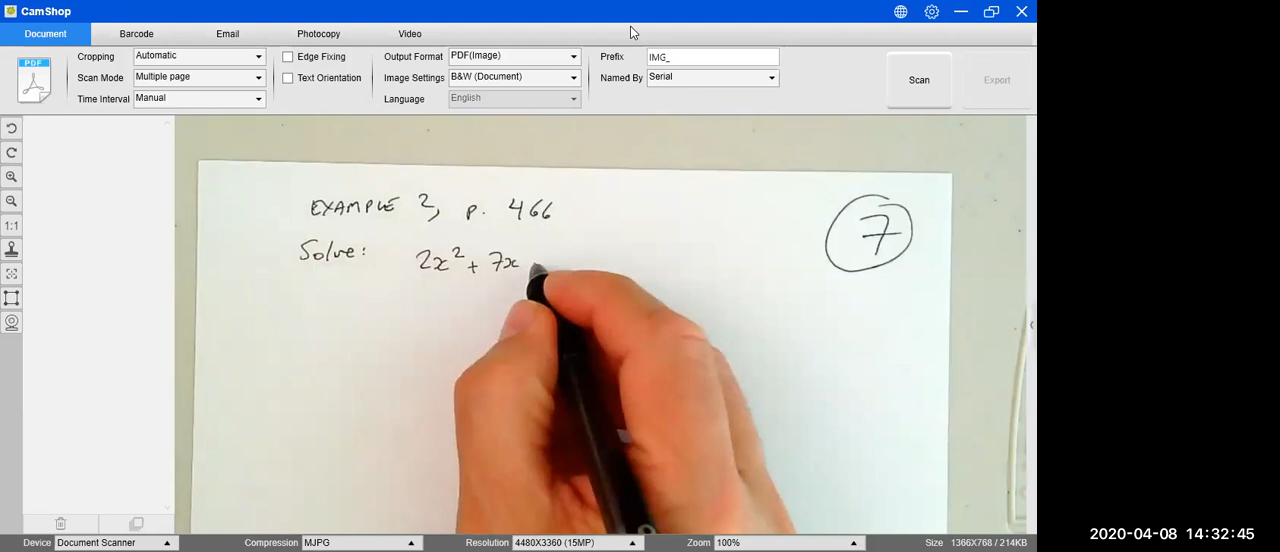 CamShop
Document Barcode Email Photocopy Video
PDF
Cropping Automatic
Scan Mode Multiple page
Time Interval Manual
Edge Fixing
Text Orientation
Output Format PDF(Image)
Image Settings B&W (Document)
Language English
Prefix IMG_
Named By Serial
Scan
Export
1:1
EXAMPLE 2, p. 466
7
Solve: 2x² + 7x
Device Document Scanner Compression MJPG Resolution 4480X3360 (15MP) Zoom 100% Size 1366X768 / 214KB
2020-04-08 14:32:45